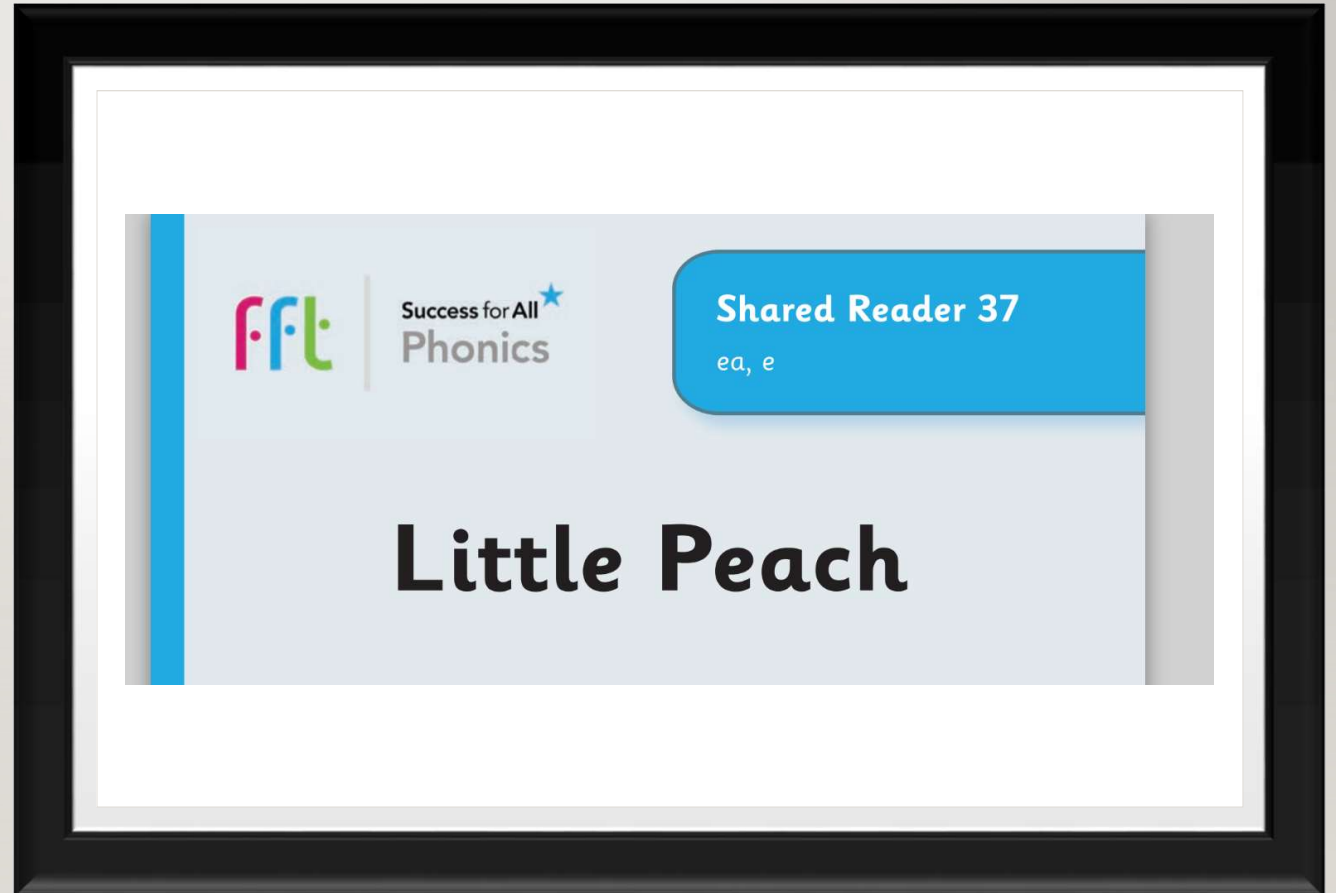 fft
Success for All
Phonics
Shared Reader 37
ea, e
Little Peach